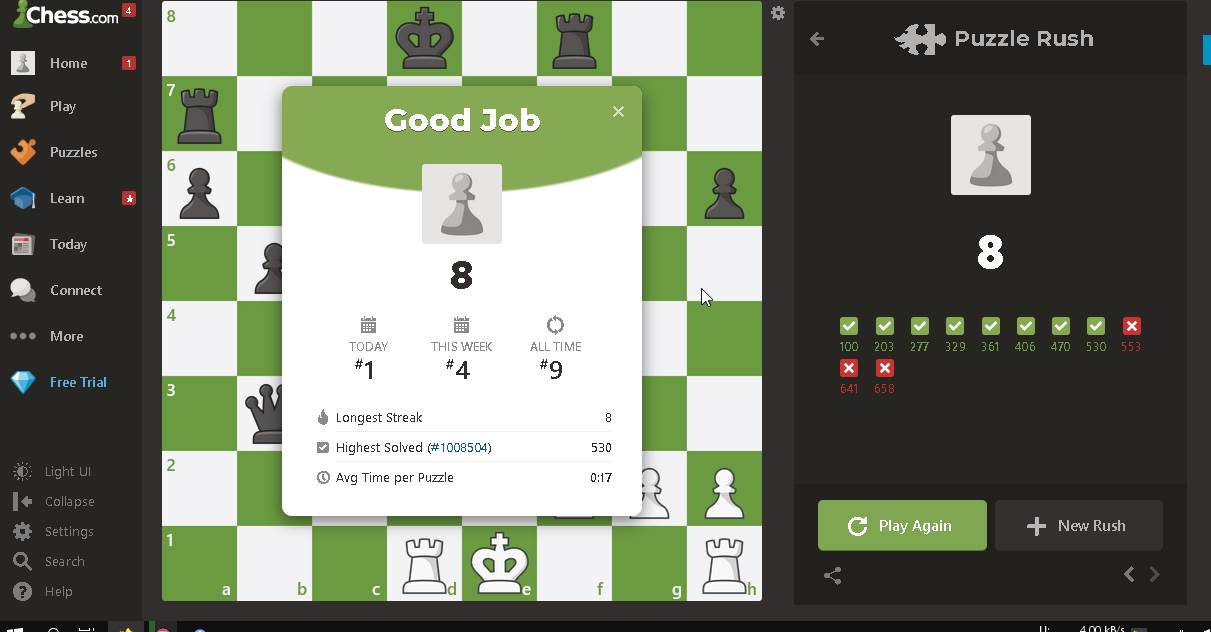 Chess.com 4
Home 1
Play
Puzzles
Learn
Today
Connect
More
Free Trial
Light UI
Collapse
Settings
Search
Help
8
7
6
5
4
3
2
1
a b c d e f g h
Good Job
8
TODAY THIS WEEK ALL TIME
#1 #4 #9
Longest Streak 8
Highest Solved (#1008504) 530
Avg Time per Puzzle 0:17
Puzzle Rush
8
100 203 277 329 361 406 470 530 553
641 658
Play Again New Rush
U: 4.00 kB/s